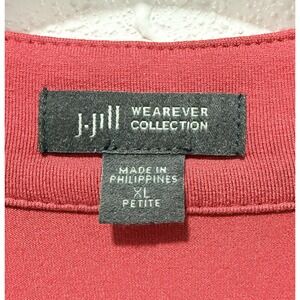 J.Jill WEAREVER
COLLECTION
MADE IN
PHILIPPINES
XL
PETITE